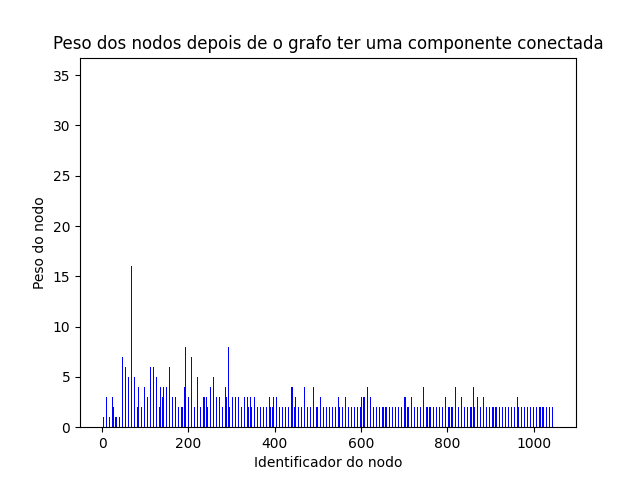 Peso dos nodos depois de o grafo ter uma componente conectada
35
30
25
20
15
10
5
0
Peso do nodo
0 200 400 600 800 1000
Identificador do nodo